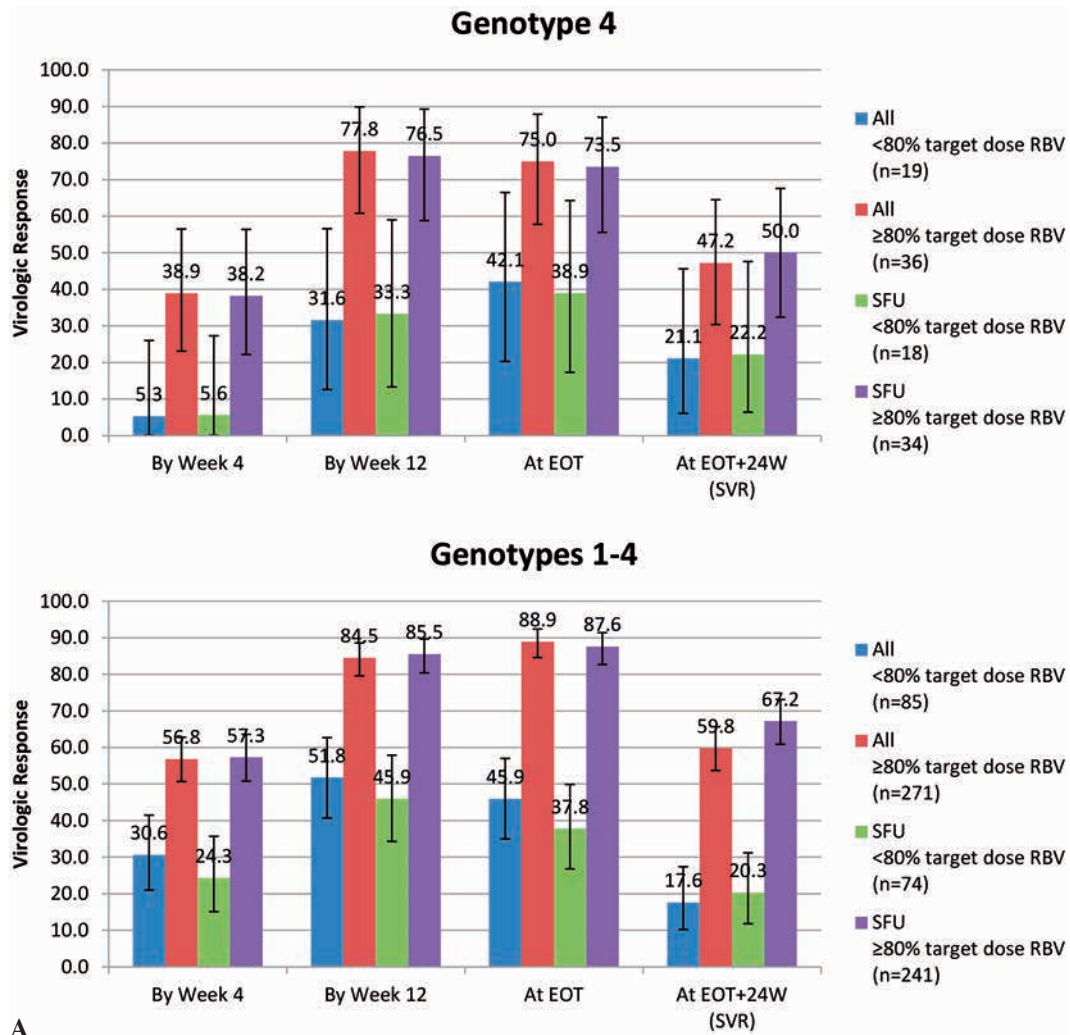 Genotype 4
100.0
90.0
80.0
70.0
60.0
50.0
40.0
30.0
20.0
10.0
0.0
Virologic Response
5.3
38.9
5.6
38.2
31.6
77.8
33.3
76.5
42.1
75.0
38.9
73.5
21.1
47.2
22.2
50.0
By Week 4
By Week 12
At EOT
At EOT+24W
(SVR)
All
<80% target dose RBV
(n=19)
All
≥80% target dose RBV
(n=36)
SFU
<80% target dose RBV
(n=18)
SFU
≥80% target dose RBV
(n=34)
Genotypes 1-4
100.0
90.0
80.0
70.0
60.0
50.0
40.0
30.0
20.0
10.0
0.0
Virologic Response
30.6
56.8
24.3
57.3
51.8
84.5
45.9
85.5
45.9
88.9
37.8
87.6
17.6
59.8
20.3
67.2
By Week 4
By Week 12
At EOT
At EOT+24W
(SVR)
All
<80% target dose RBV
(n=85)
All
≥80% target dose RBV
(n=271)
SFU
<80% target dose RBV
(n=74)
SFU
≥80% target dose RBV
(n=241)
A